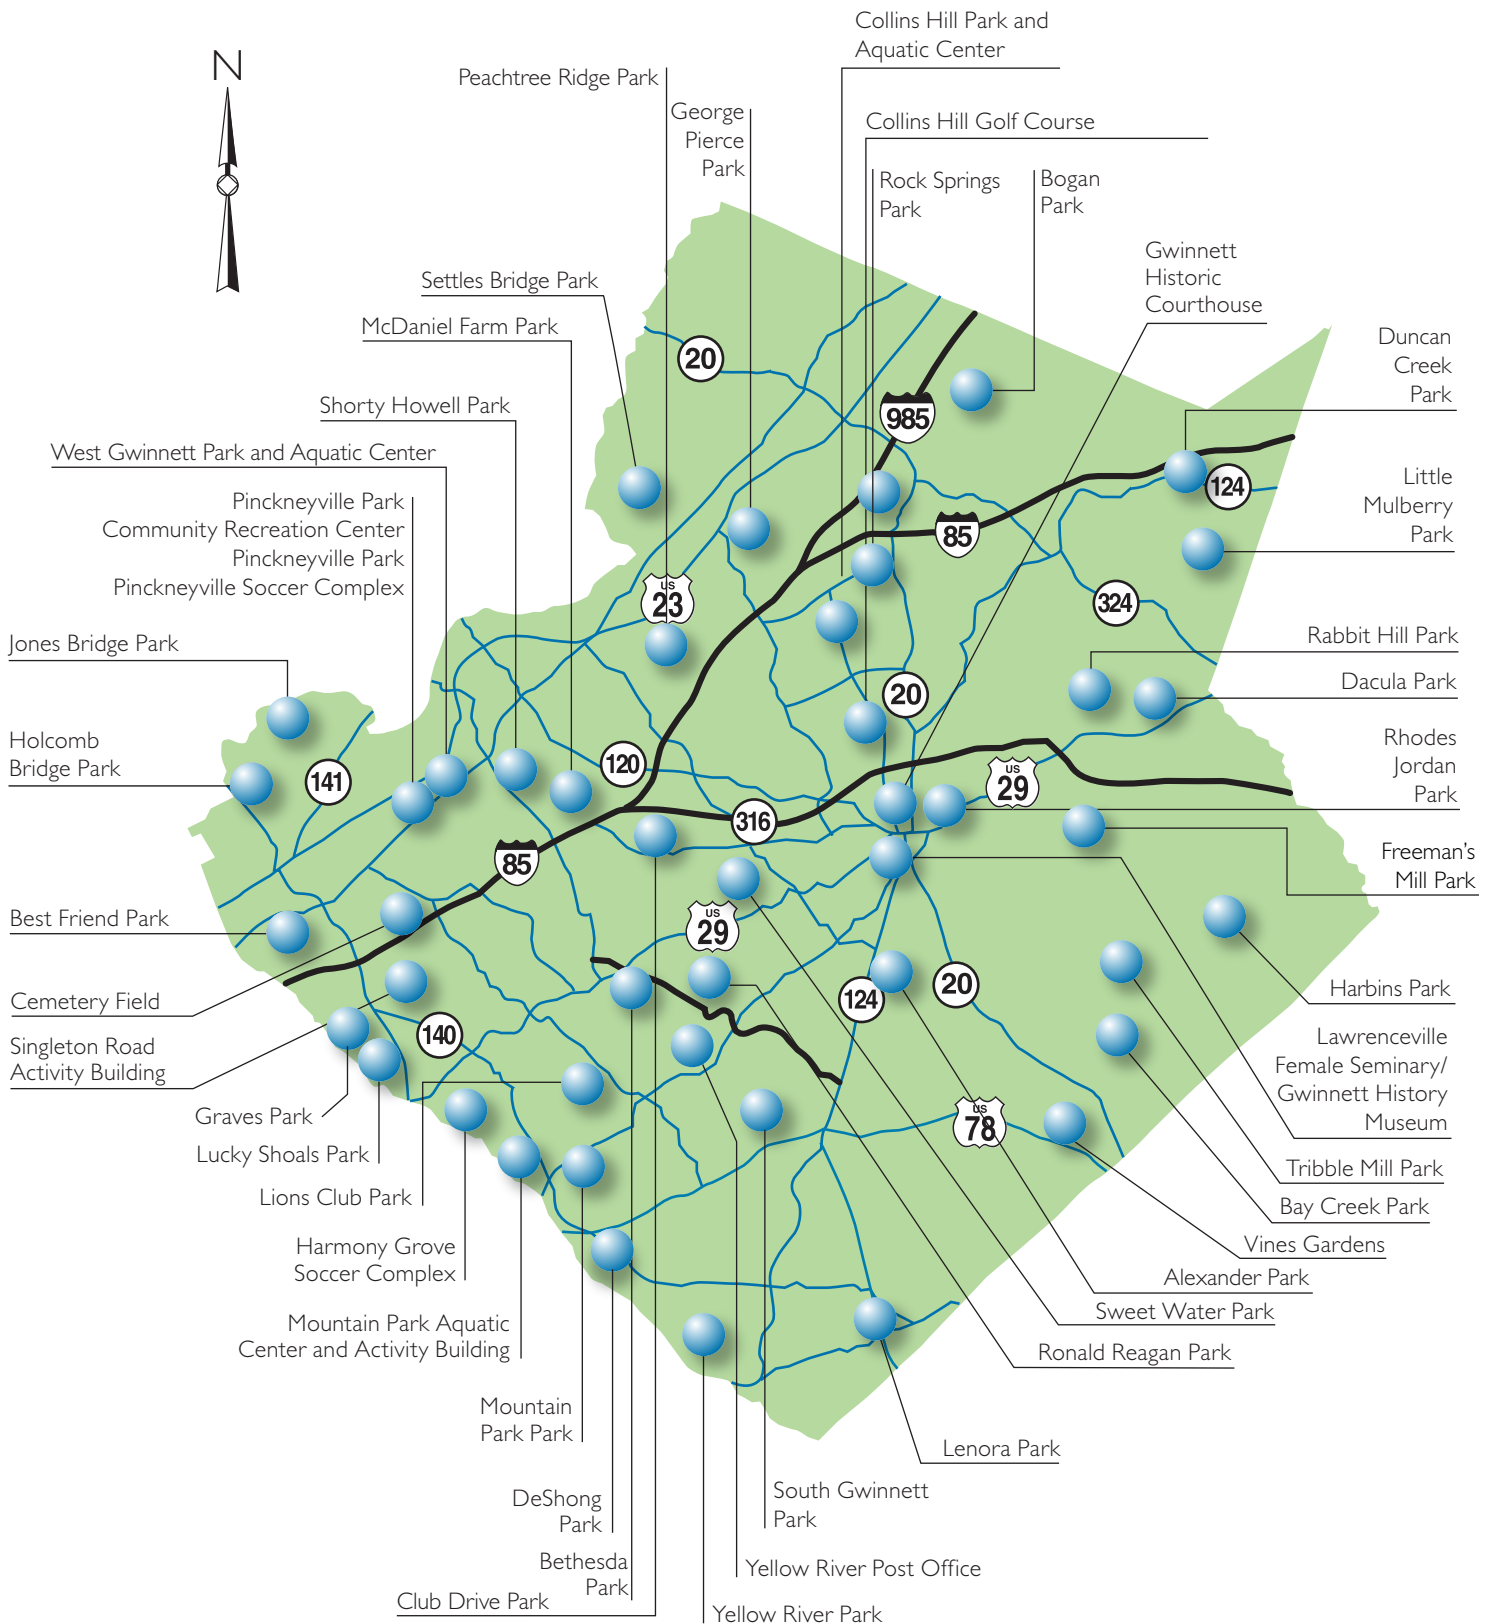 Collins Hill Park and
Aquatic Center
N
Peachtree Ridge Park
George
Pierce
Park
Collins Hill Golf Course
Rock Springs
Park
Bogan
Park
Gwinnett
Historic
Courthouse
Settles Bridge Park
McDaniel Farm Park
Duncan
Creek
Park
20
985
Shorty Howell Park
West Gwinnett Park and Aquatic Center
Pinckneyville Park
Community Recreation Center
Pinckneyville Park
Pinckneyville Soccer Complex
Little
Mulberry
Park
124
85
US
23
324
Jones Bridge Park
Rabbit Hill Park
Dacula Park
20
Holcomb
Bridge Park
141
120
US
29
Rhodes
Jordan
Park
316
85
Freeman's
Mill Park
Best Friend Park
US
29
Cemetery Field
124
20
Harbins Park
Singleton Road
Activity Building
140
Lawrenceville
Female Seminary/
Gwinnett History
Museum
Graves Park
Lucky Shoals Park
US
78
Tribble Mill Park
Lions Club Park
Bay Creek Park
Harmony Grove
Soccer Complex
Vines Gardens
Alexander Park
Sweet Water Park
Mountain Park Aquatic
Center and Activity Building
Ronald Reagan Park
Mountain
Park Park
Lenora Park
DeShong
Park
South Gwinnett
Park
Bethesda
Park
Yellow River Post Office
Club Drive Park
Yellow River Park